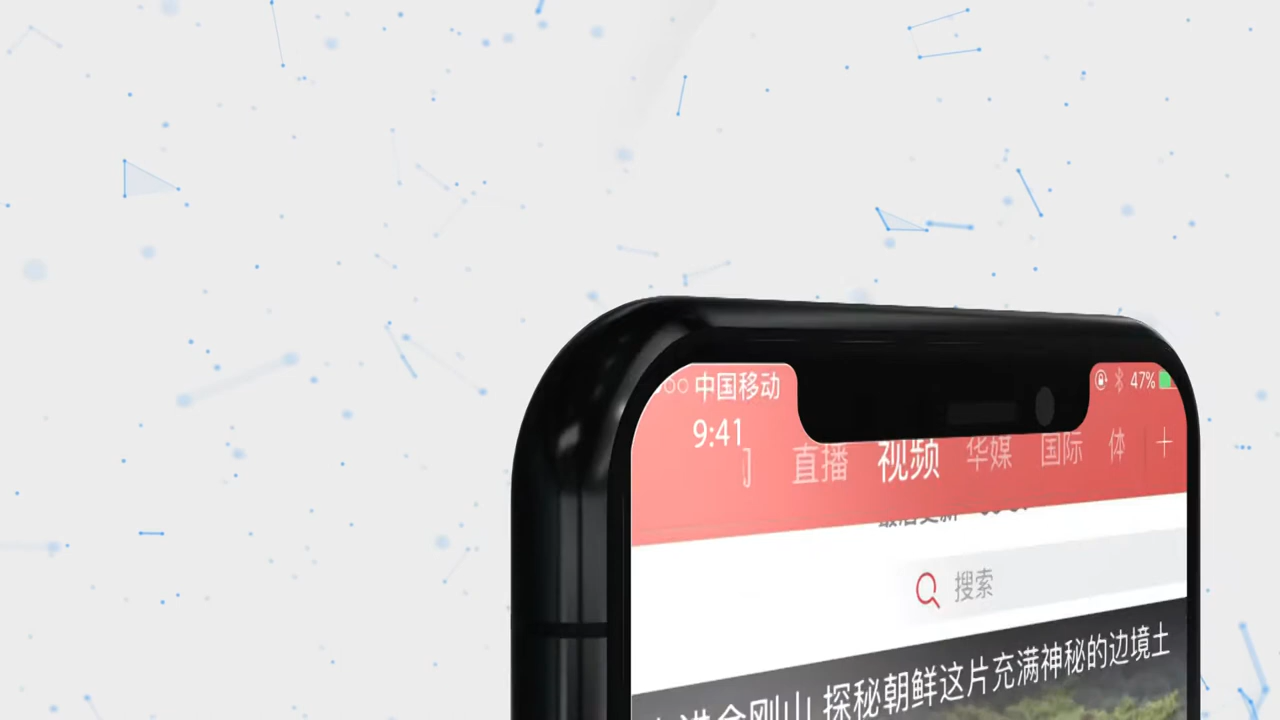 中国移动 47%
9:41
直播 视频 华媒 国际 体 +
搜索
金刚山 探秘朝鲜这片充满神秘的边境土